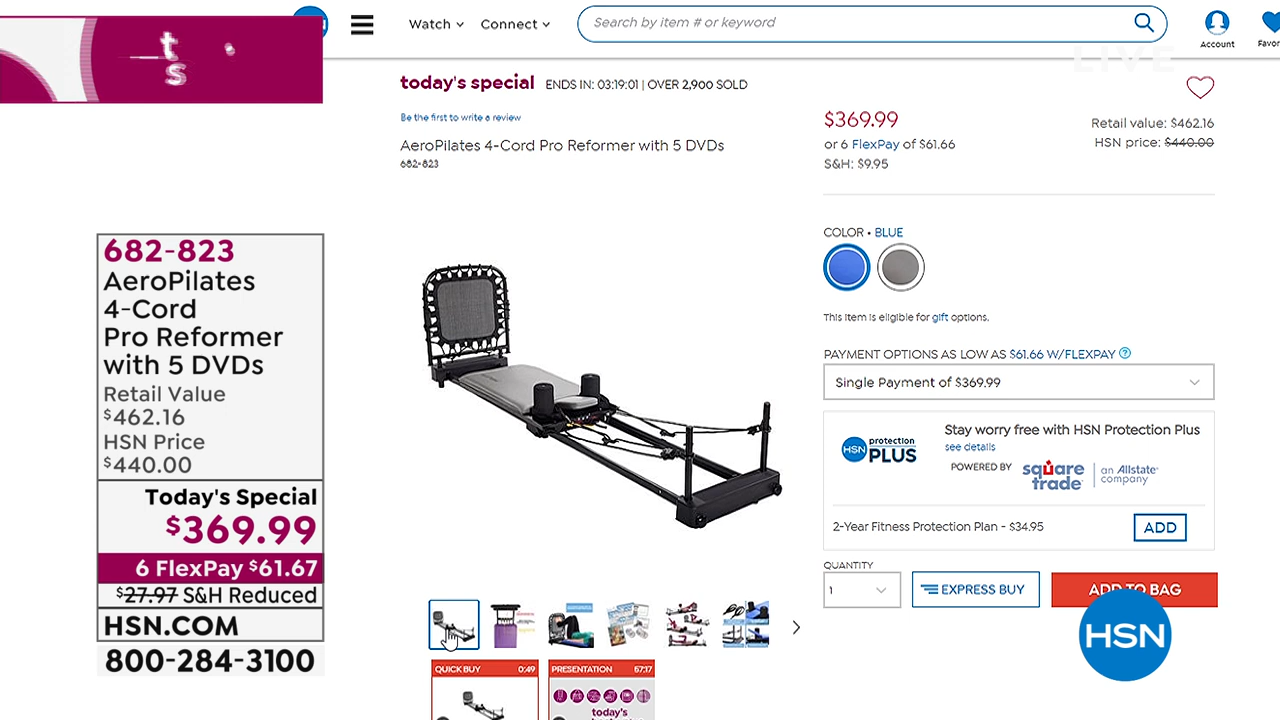 Watch
Connect
Search by item # or keyword
Account
LIVE
t
s
today's special ENDS IN: 03:19:01 | OVER 2,900 SOLD
Be the first to write a review
AeroPilates 4-Cord Pro Reformer with 5 DVDs
682-823
$369.99
or 6 FlexPay of $61.66
S&H: $9.95
Retail value: $462.16
HSN price: $440.00
COLOR • BLUE
This item is eligible for gift options.
PAYMENT OPTIONS AS LOW AS $61.66 W/FLEXPAY ?
Single Payment of $369.99
HSN protection PLUS
Stay worry free with HSN Protection Plus
see details
POWERED BY
square trade
an Allstate company
2-Year Fitness Protection Plan - $34.95
ADD
QUANTITY
1
EXPRESS BUY
ADD TO BAG
HSN
682-823
AeroPilates
4-Cord
Pro Reformer
with 5 DVDs
Retail Value
$462.16
HSN Price
$440.00
Today's Special
$369.99
6 FlexPay $61.67
$27.97 S&H Reduced
HSN.COM
800-284-3100
QUICK BUY 0:49
PRESENTATION 57:17
today's